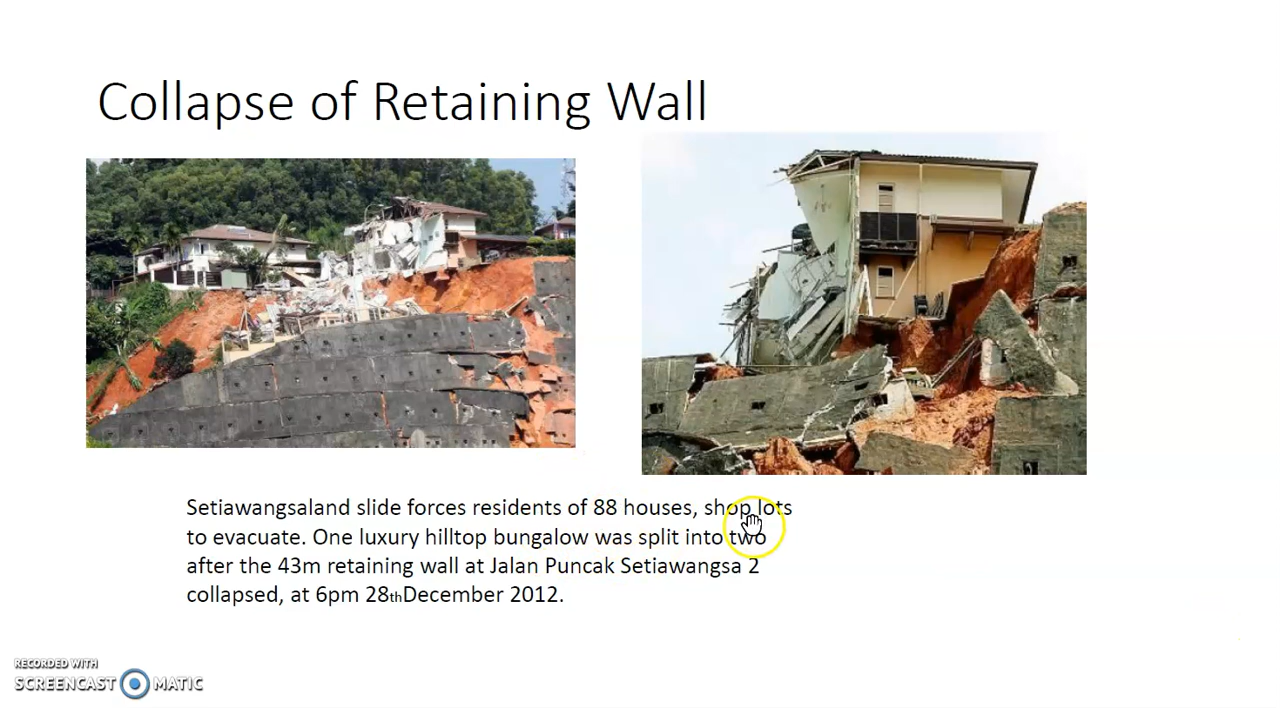 Collapse of Retaining Wall
Setiawangsaland slide forces residents of 88 houses, shop lots
to evacuate. One luxury hilltop bungalow was split into two
after the 43m retaining wall at Jalan Puncak Setiawangsa 2
collapsed, at 6pm 28thDecember 2012.
RECORDED WITH
SCREENCAST MATIC